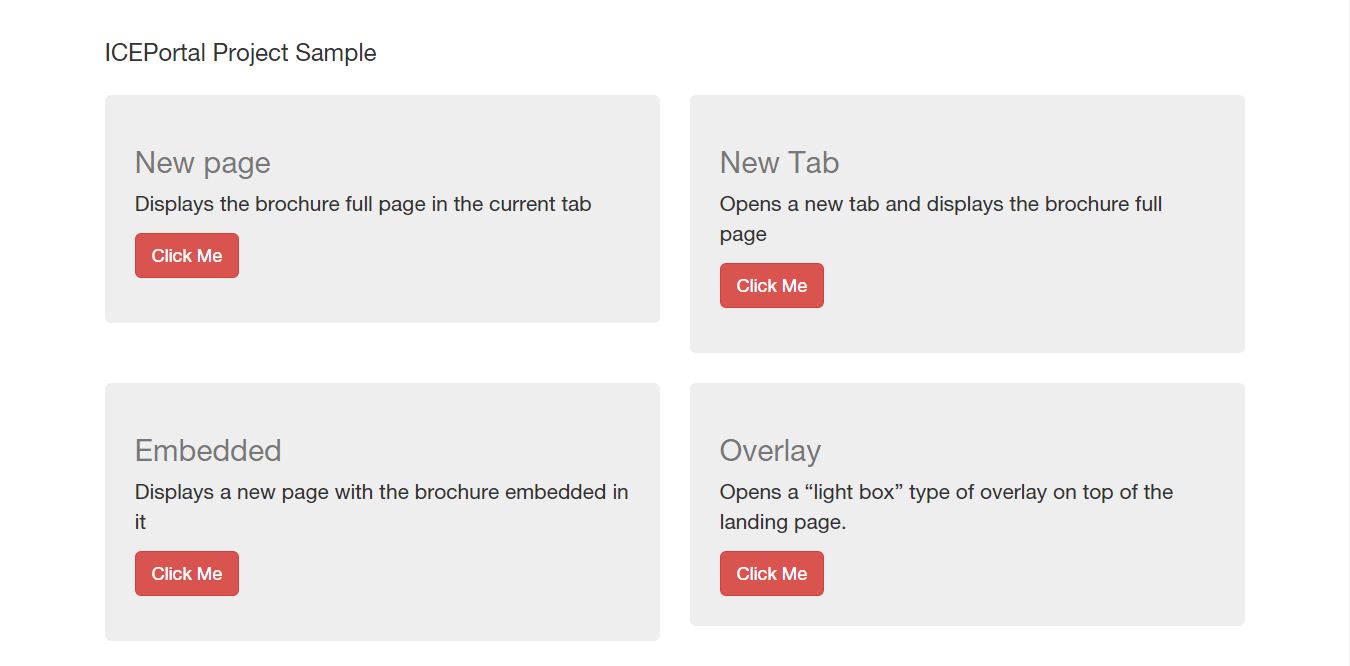 ICEPortal Project Sample
New page
Displays the brochure full page in the current tab
Click Me
New Tab
Opens a new tab and displays the brochure full
page
Click Me
Embedded
Displays a new page with the brochure embedded in
it
Click Me
Overlay
Opens a “light box” type of overlay on top of the
landing page.
Click Me